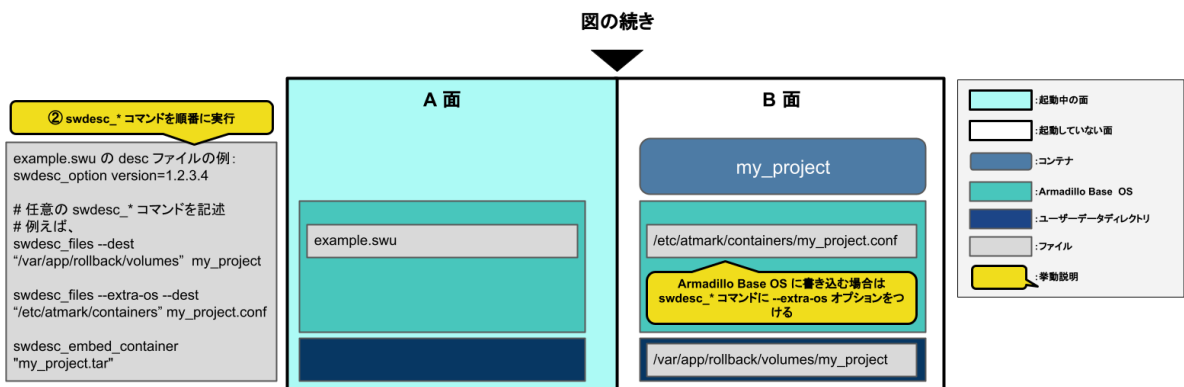 図の続き
② swdesc_* コマンドを順番に実行
example.swu の desc ファイルの例：
swdesc_option version=1.2.3.4
# 任意の swdesc_* コマンドを記述
# 例えば、
swdesc_files --dest
“/var/app/rollback/volumes” my_project
swdesc_files --extra-os --dest
“/etc/atmark/containers” my_project.conf
swdesc_embed_container
"my_project.tar"
A 面
example.swu
B 面
my_project
/etc/atmark/containers/my_project.conf
Armadillo Base OS に書き込む場合は
swdesc_* コマンドに --extra-os オプションをつ
ける
/var/app/rollback/volumes/my_project
:起動中の面
:起動していない面
:コンテナ
:Armadillo Base OS
:ユーザーデータディレクトリ
:ファイル
:挙動説明